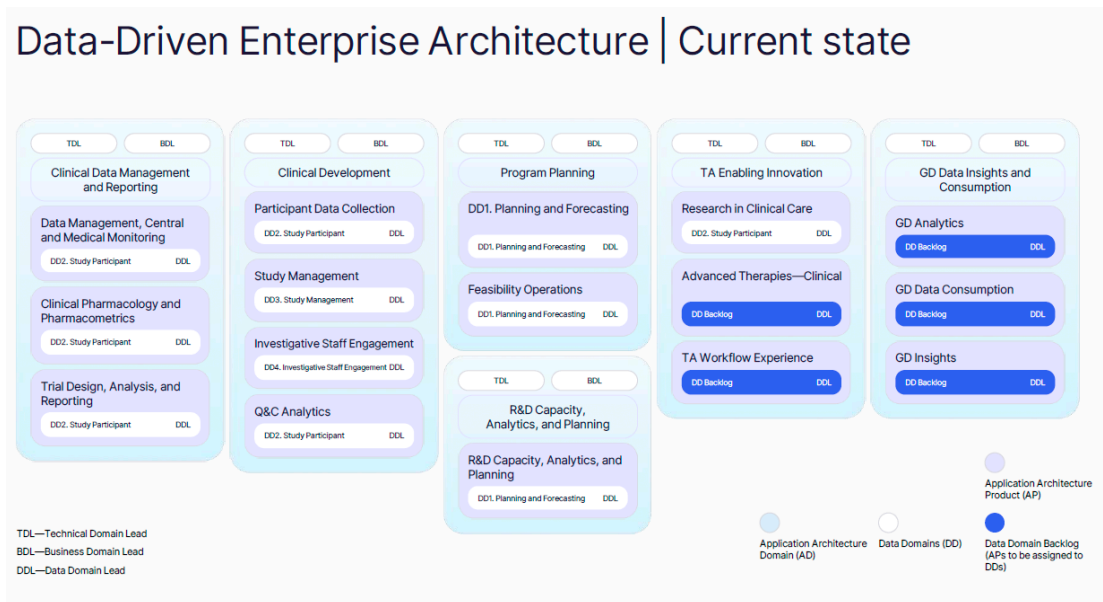 Data-Driven Enterprise Architecture | Current state
TDL
BDL
Clinical Data Management
and Reporting
Data Management, Central
and Medical Monitoring
DD2. Study Participant
DDL
Clinical Pharmacology and
Pharmacometrics
DD2. Study Participant
DDL
Trial Design, Analysis, and
Reporting
DD2. Study Participant
DDL
TDL
BDL
Clinical Development
Participant Data Collection
DD2. Study Participant
DDL
Study Management
DD3. Study Management
DDL
Investigative Staff Engagement
DD4. Investigative Staff Engagement DDL
Q&C Analytics
DD2. Study Participant
DDL
TDL
BDL
Program Planning
DD1. Planning and Forecasting
DD1. Planning and Forecasting
DDL
Feasibility Operations
DD1. Planning and Forecasting
DDL
TDL
BDL
R&D Capacity,
Analytics, and Planning
R&D Capacity, Analytics, and
Planning
DD1. Planning and Forecasting
DDL
TDL
BDL
TA Enabling Innovation
Research in Clinical Care
DD2. Study Participant
DDL
Advanced Therapies—Clinical
DD Backlog
DDL
TA Workflow Experience
DD Backlog
DDL
TDL
BDL
GD Data Insights and
Consumption
GD Analytics
DD Backlog
DDL
GD Data Consumption
DD Backlog
DDL
GD Insights
DD Backlog
DDL
TDL—Technical Domain Lead
BDL—Business Domain Lead
DDL—Data Domain Lead
Application Architecture
Product (AP)
Application Architecture
Domain (AD)
Data Domains (DD)
Data Domain Backlog
(APs to be assigned to
DDs)